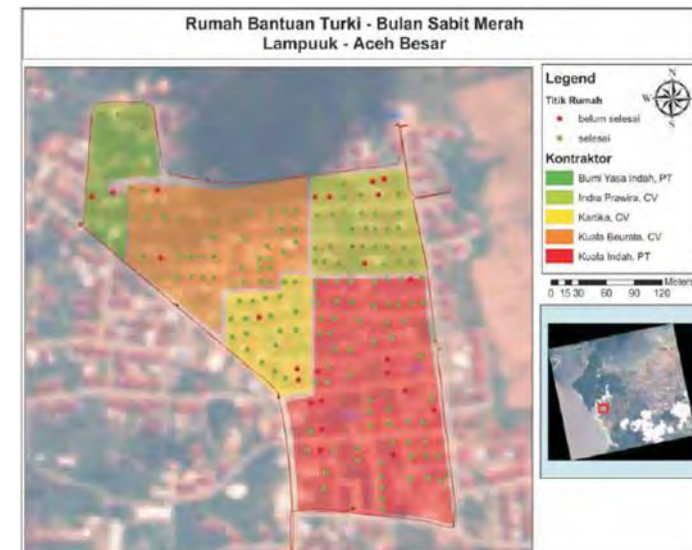 Rumah Bantuan Turki - Bulan Sabit Merah
Lampuuk - Aceh Besar
Legend
N
W
E
S
Titik Rumah
belum selesai
selesai
Kontraktor
Bumi Yasa Indah, PT
Indra Prawira, CV
Kartika, CV
Kuala Beurata, CV
Kuala Indah, PT
Meters
0 15 30 60 90 120